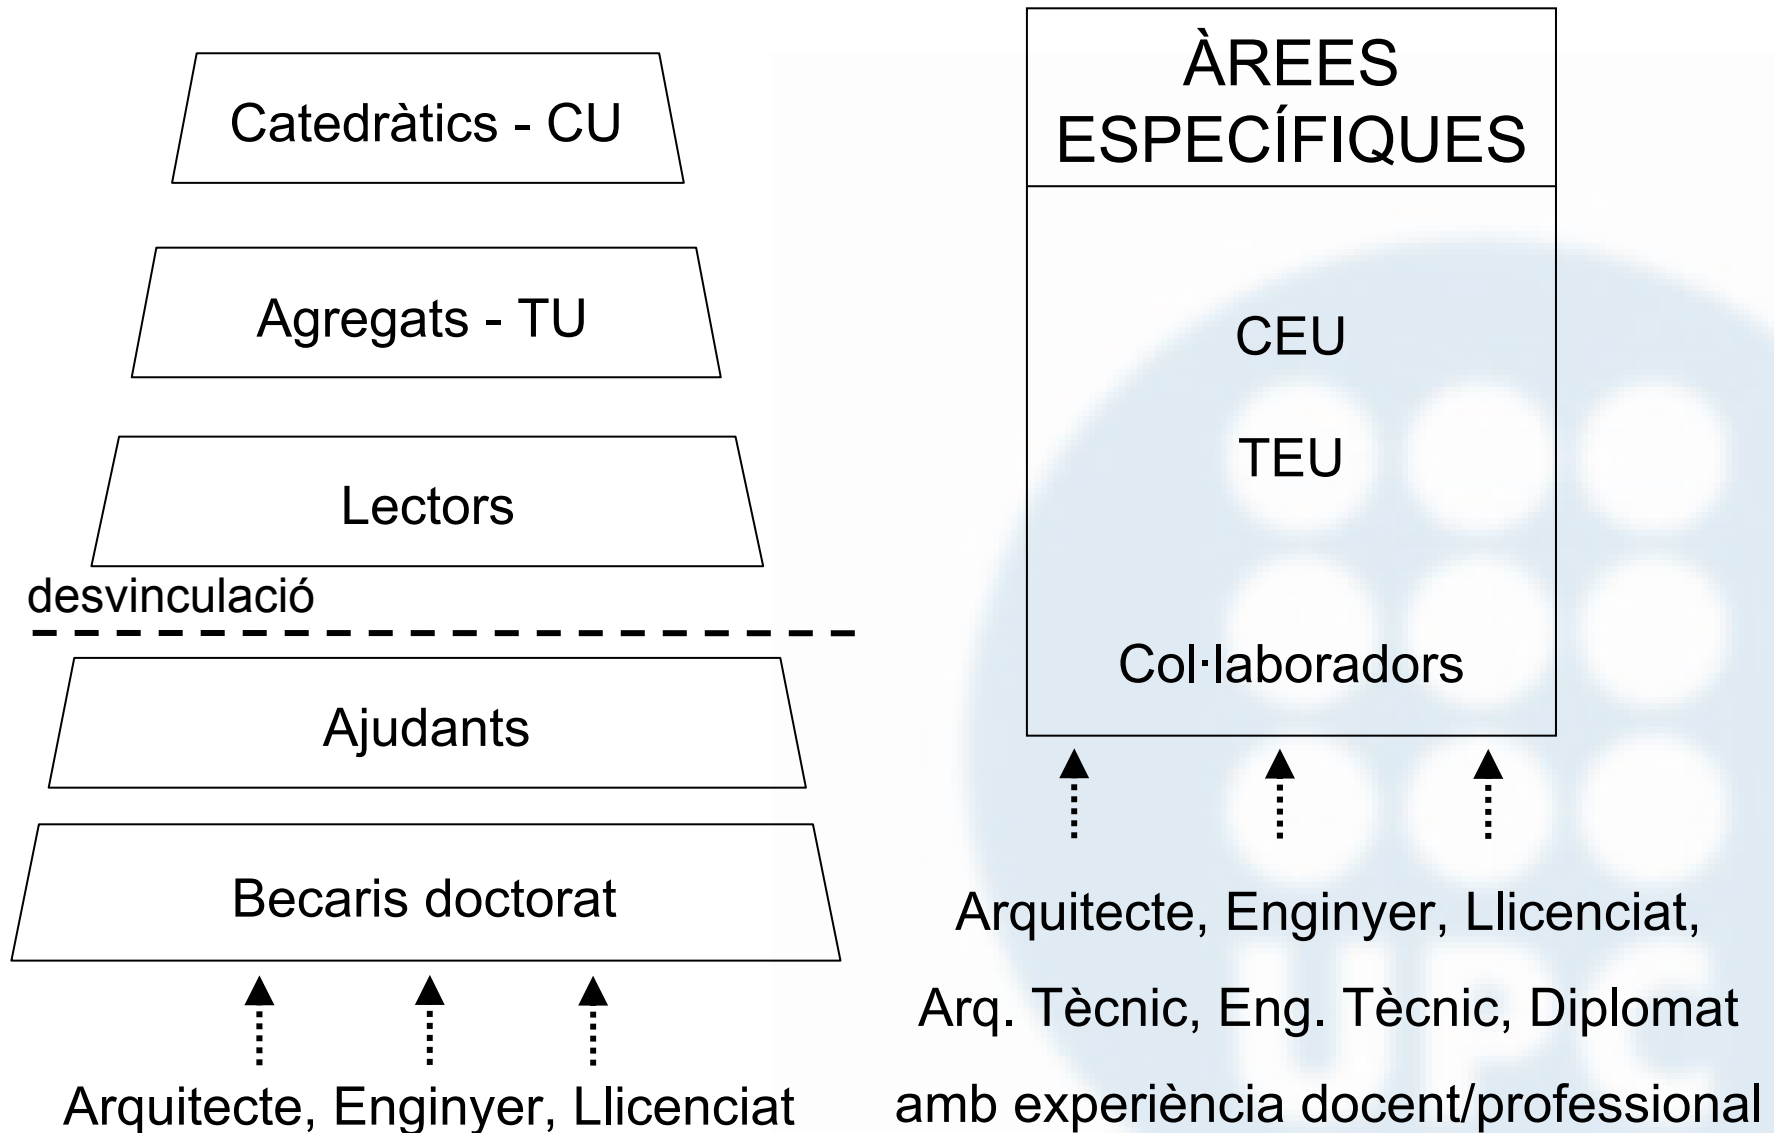 Catedràtics - CU
Agregats - TU
Lectors
desvinculació
Ajudants
Becaris doctorat
Arquitecte, Enginyer, Llicenciat
ÀREES
ESPECÍFIQUES
CEU
TEU
Col·laboradors
Arquitecte, Enginyer, Llicenciat,
Arq. Tècnic, Eng. Tècnic, Diplomat
amb experiència docent/professional
UPC